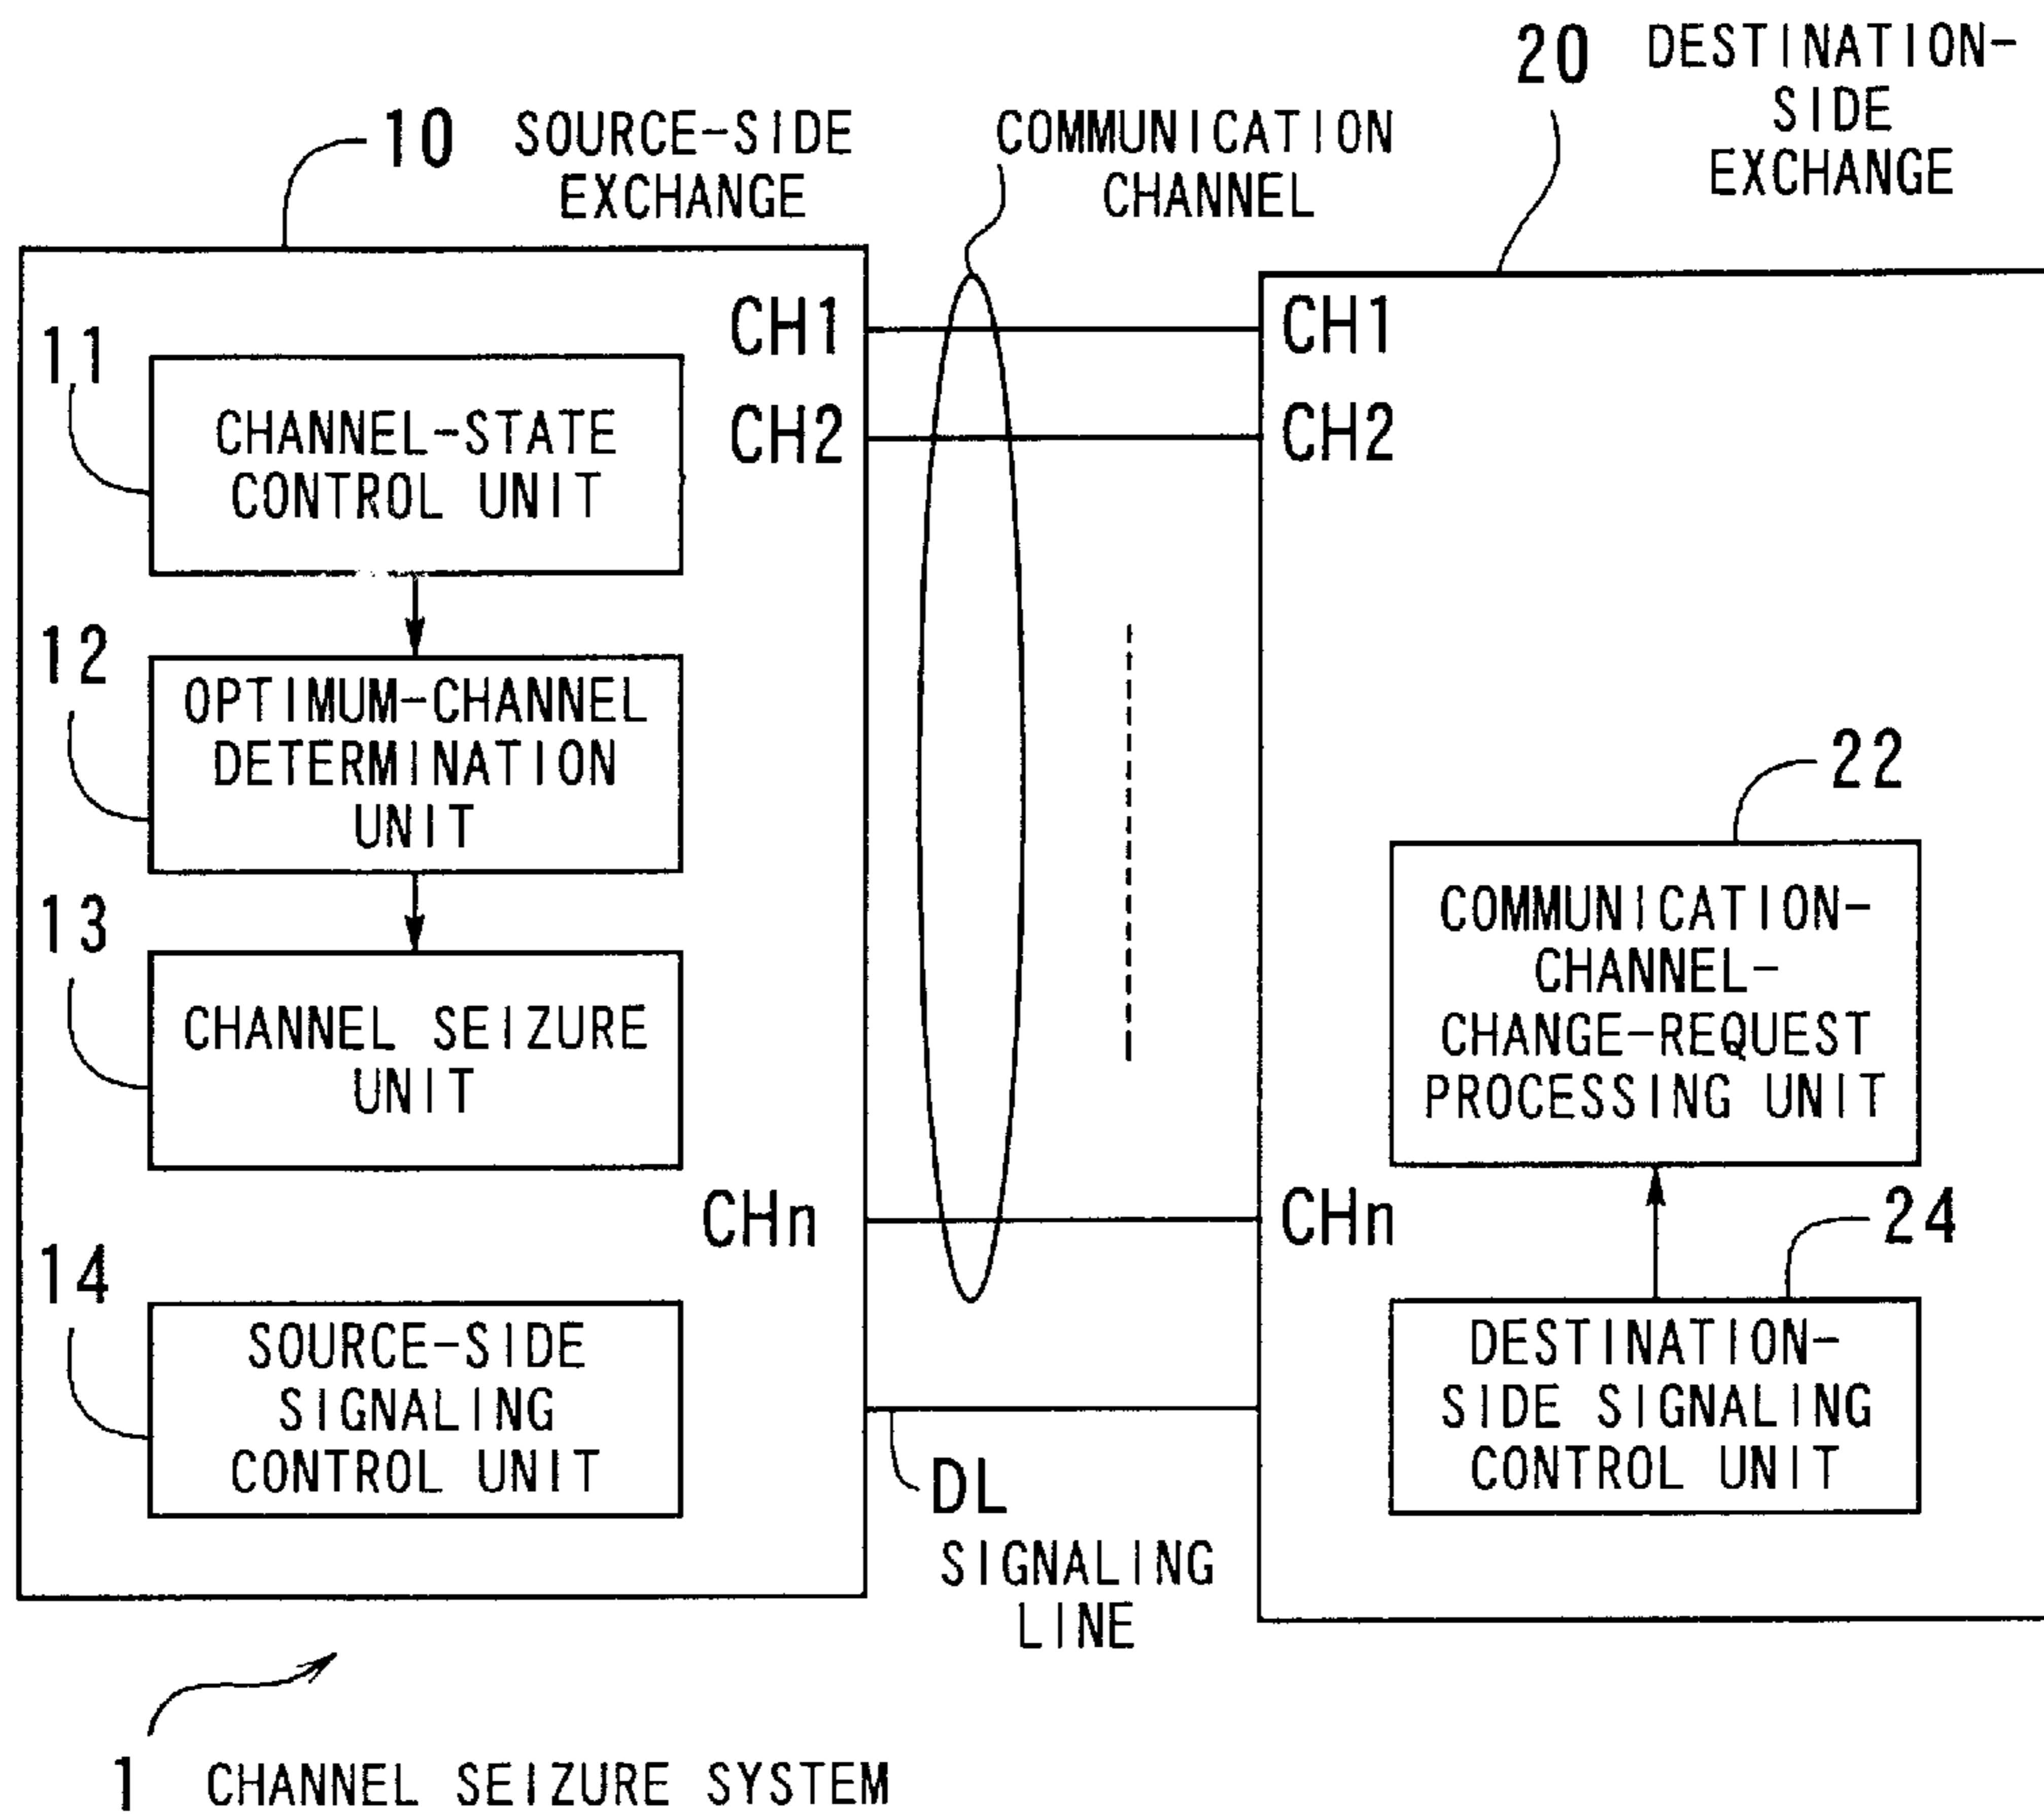 10 SOURCE-SIDE
EXCHANGE
COMMUNICATION
CHANNEL
20 DESTINATION-
SIDE
EXCHANGE
11
CHANNEL-STATE
CONTROL UNIT
12
OPTIMUM-CHANNEL
DETERMINATION
UNIT
13
CHANNEL SEIZURE
UNIT
14
SOURCE-SIDE
SIGNALING
CONTROL UNIT
CH1
CH2
CHn
CH1
CH2
CHn
DL
SIGNALING
LINE
22
COMMUNICATION-
CHANNEL-
CHANGE-REQUEST
PROCESSING UNIT
24
DESTINATION-
SIDE SIGNALING
CONTROL UNIT
1 CHANNEL SEIZURE SYSTEM